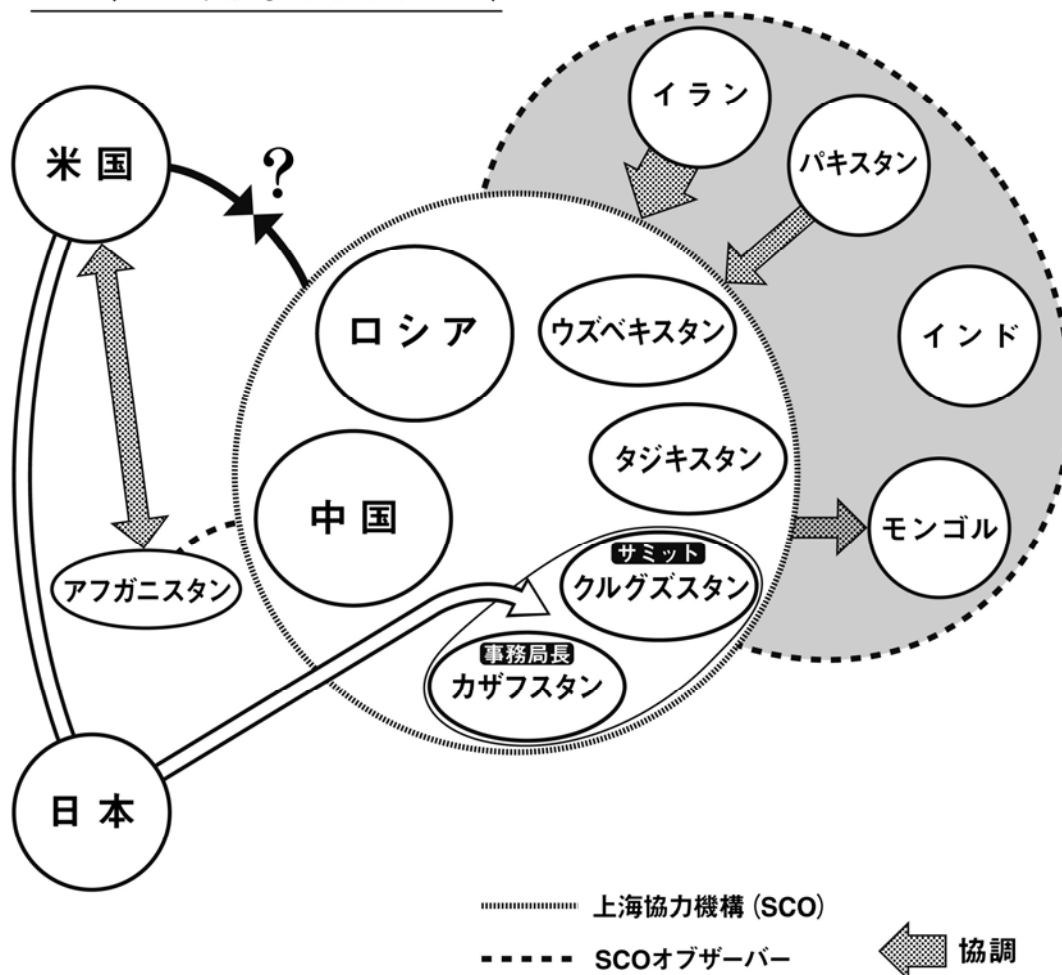 イラン
米国
?
パキスタン
ロシア
ウズベキスタン
インド
タジキスタン
中国
モンゴル
サミット
クルグズスタン
アフガニスタン
事務局長
カザフスタン
日本
上海協力機構 (SCO)
SCOオブザーバー
協調